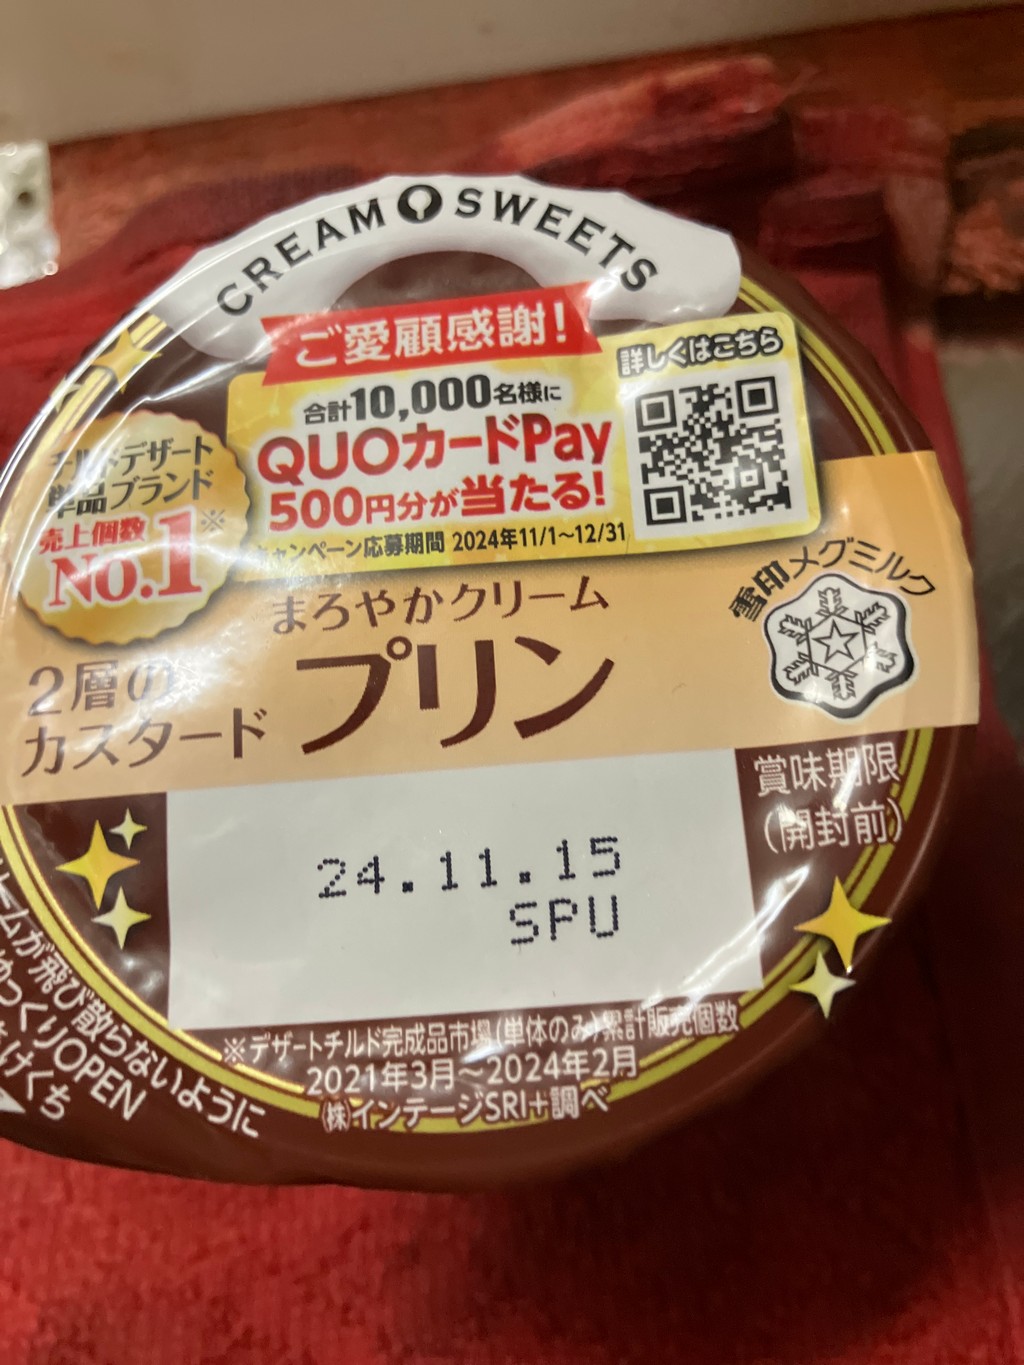 CREAM SWEETS
ご愛顧感謝!
詳しくはこちら
合計10,000名様に
QUOカードPay
500円分が当たる!
キャンペーン応募期間 2024年11/1~12/31
チルドデザート
単品ブランド
売上個数
No.1※
雪印メグミルク
まろやかクリーム
2層の
カスタード
プリン
賞味期限
(開封前)
24.11.15
SPU
※デザートチルド完成品市場(単体のみ)累計販売個数
2021年3月~2024年2月
㈱インテージSRI+調べ
が飛び散らないように
ゆっくりOPEN
あけくち